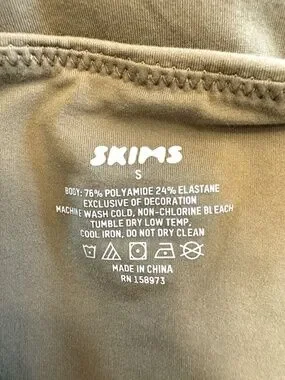 SKIMS
S
BODY: 76% POLYAMIDE 24% ELASTANE
EXCLUSIVE OF DECORATION
MACHINE WASH COLD, NON-CHLORINE BLEACH
TUMBLE DRY LOW TEMP,
COOL IRON, DO NOT DRY CLEAN
MADE IN CHINA
RN 158973